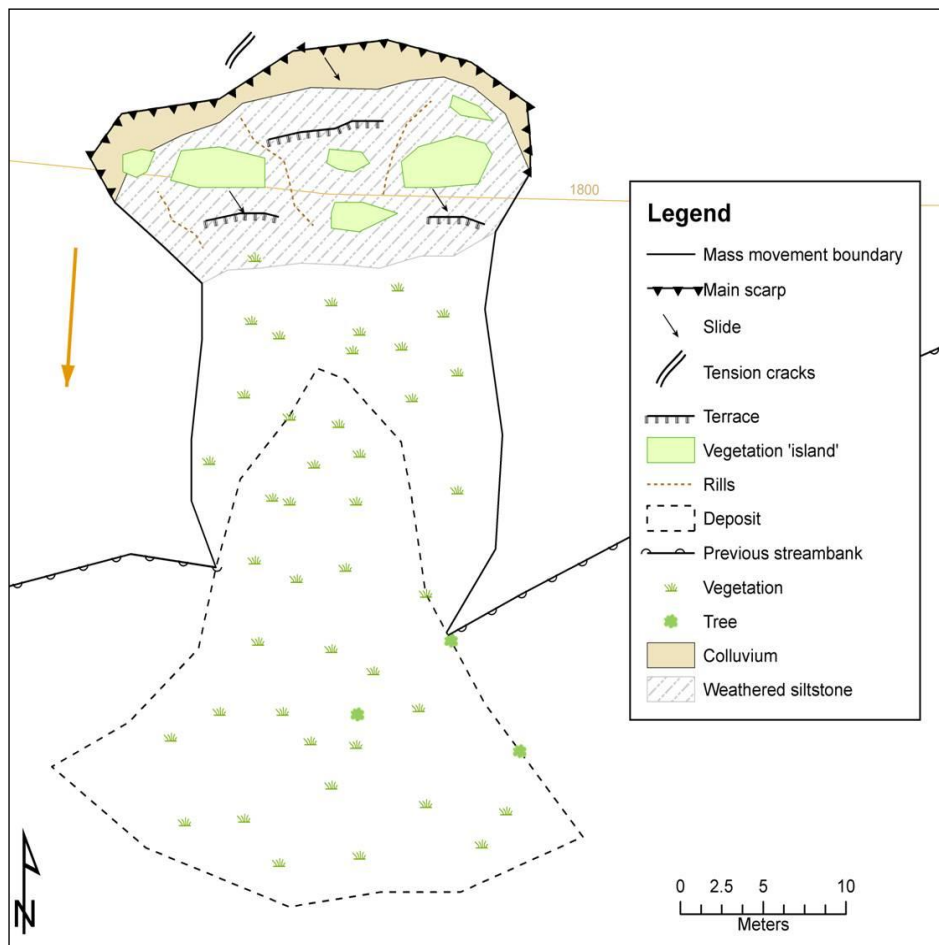 1800
Legend
Mass movement boundary
Main scarp
Slide
Tension cracks
Terrace
Vegetation 'island'
Rills
Deposit
Previous streambank
Vegetation
Tree
Colluvium
Weathered siltstone
N
0 2.5 5 10
Meters